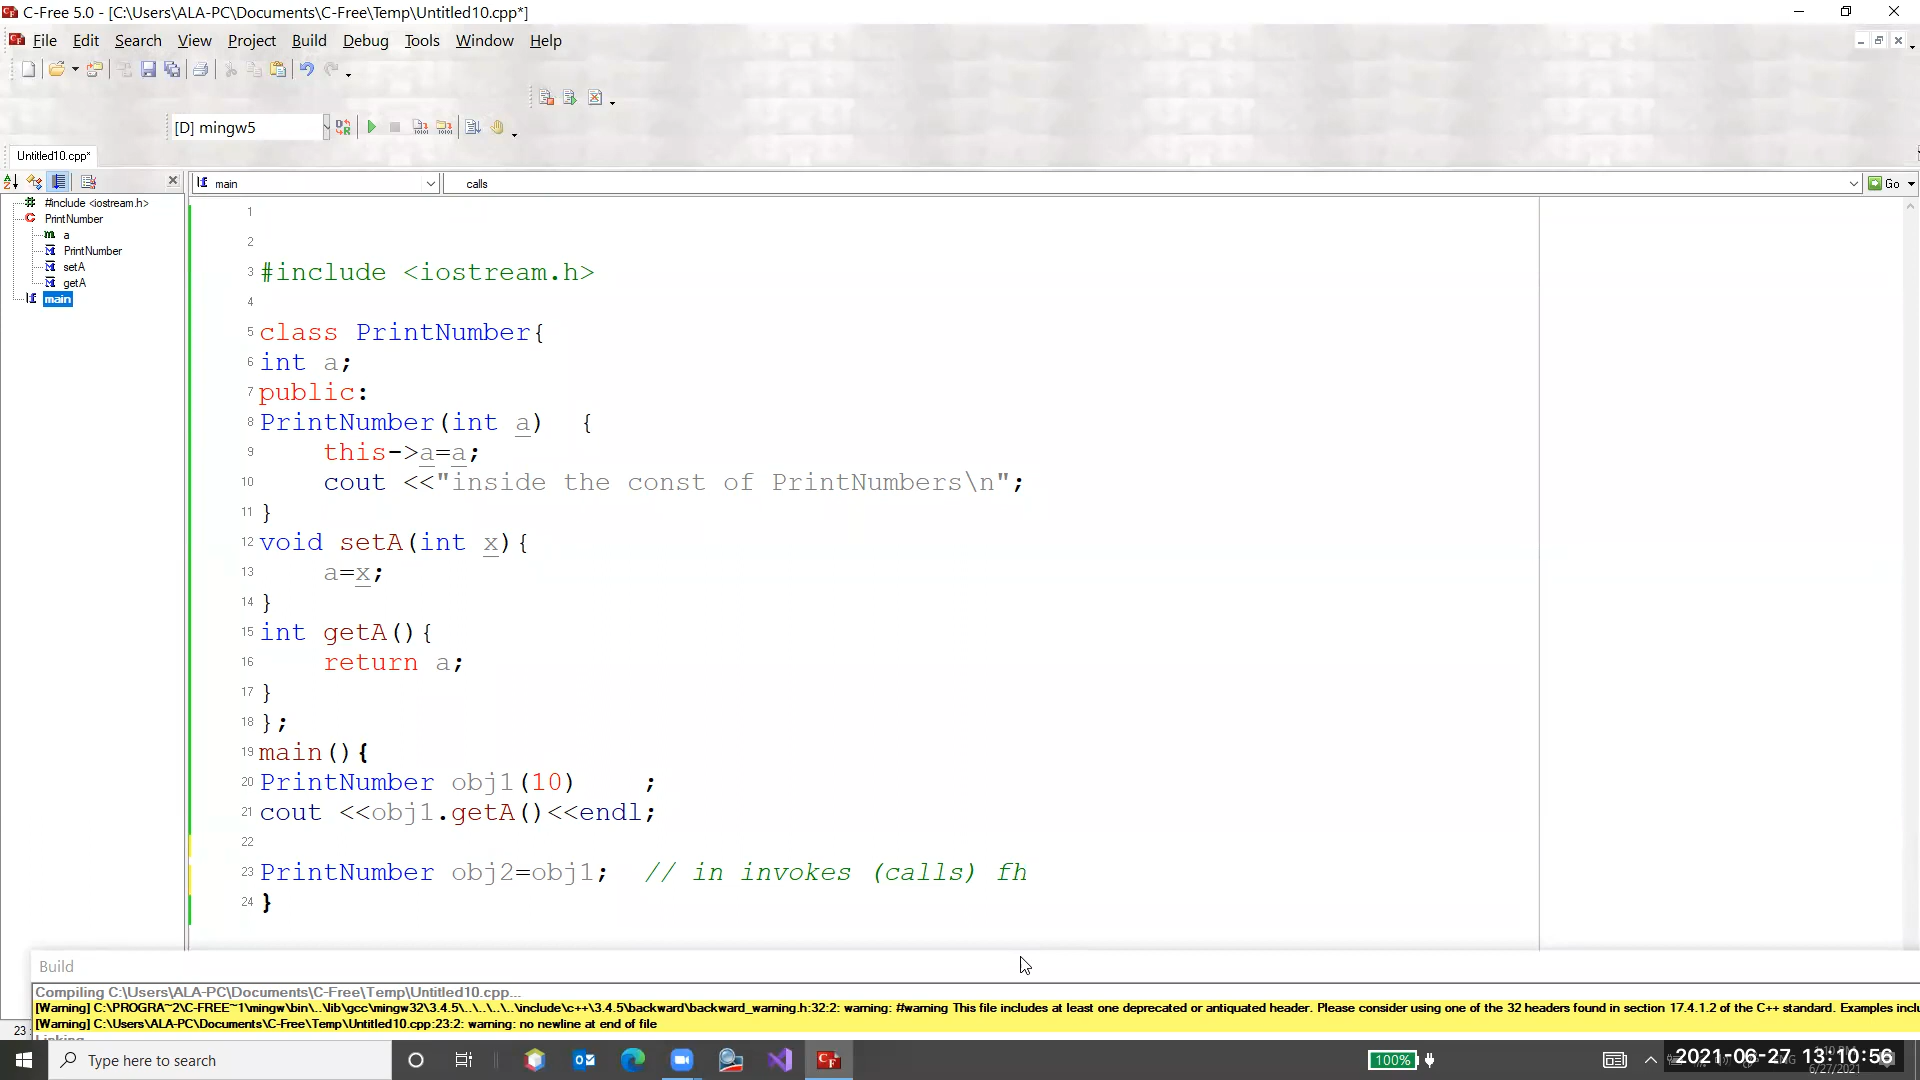 C-Free 5.0 - [C:\Users\ALA-PC\Documents\C-Free\Temp\Untitled10.cpp*]
File Edit Search View Project Build Debug Tools Window Help
[D] mingw5
Untitled10.cpp*
main
calls
Go
#include <iostream.h>
PrintNumber
a
PrintNumber
setA
getA
main
1
2
3 #include <iostream.h>
4
5 class PrintNumber{
6 int a;
7 public:
8 PrintNumber(int a) {
9 this->a=a;
10 cout <<"inside the const of PrintNumbers\n";
11 }
12 void setA(int x){
13 a=x;
14 }
15 int getA(){
16 return a;
17 }
18 };
19 main(){
20 PrintNumber obj1(10) ;
21 cout <<obj1.getA()<<endl;
22
23 PrintNumber obj2=obj1; // in invokes (calls) fh
24 }
Build
Compiling C:\Users\ALA-PC\Documents\C-Free\Temp\Untitled10.cpp...
[Warning] C:\PROGRA~2\C-FREE~1\mingw\bin\..\lib\gcc\mingw32\3.4.5\..\..\..\..\include\c++\3.4.5\backward\backward_warning.h:32:2: warning: #warning This file includes at least one deprecated or antiquated header. Please consider using one of the 32 headers found in section 17.4.1.2 of the C++ standard. Examples inclu
[Warning] C:\Users\ALA-PC\Documents\C-Free\Temp\Untitled10.cpp:23:2: warning: no newline at end of file
23
Type here to search
100%
2021-06-27 13:10:56
6/27/2021